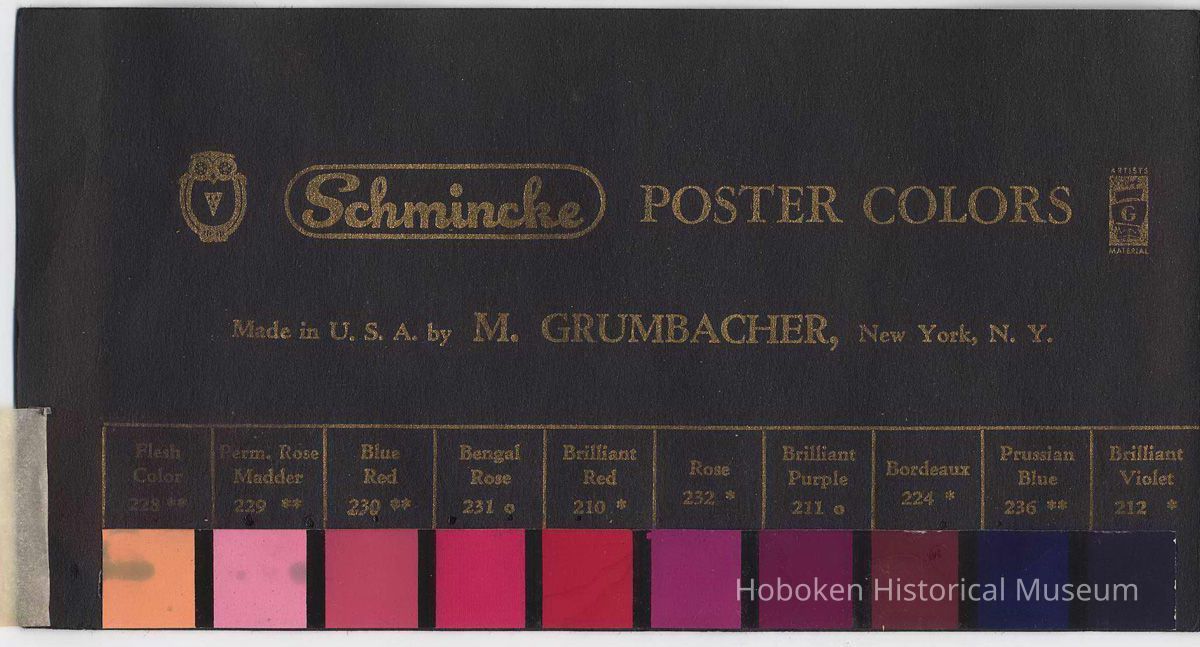 Schmincke POSTER COLORS
ARTISTS
G
MATERIAL
Made in U. S. A. by M. GRUMBACHER, New York, N. Y.
Flesh Color 228 **
Perm. Rose Madder 229 **
Blue Red 230 **
Bengal Rose 231 o
Brilliant Red 210 *
Rose 232 *
Brilliant Purple 211 o
Bordeaux 224 *
Prussian Blue 236 **
Brilliant Violet 212 *
Hoboken Historical Museum